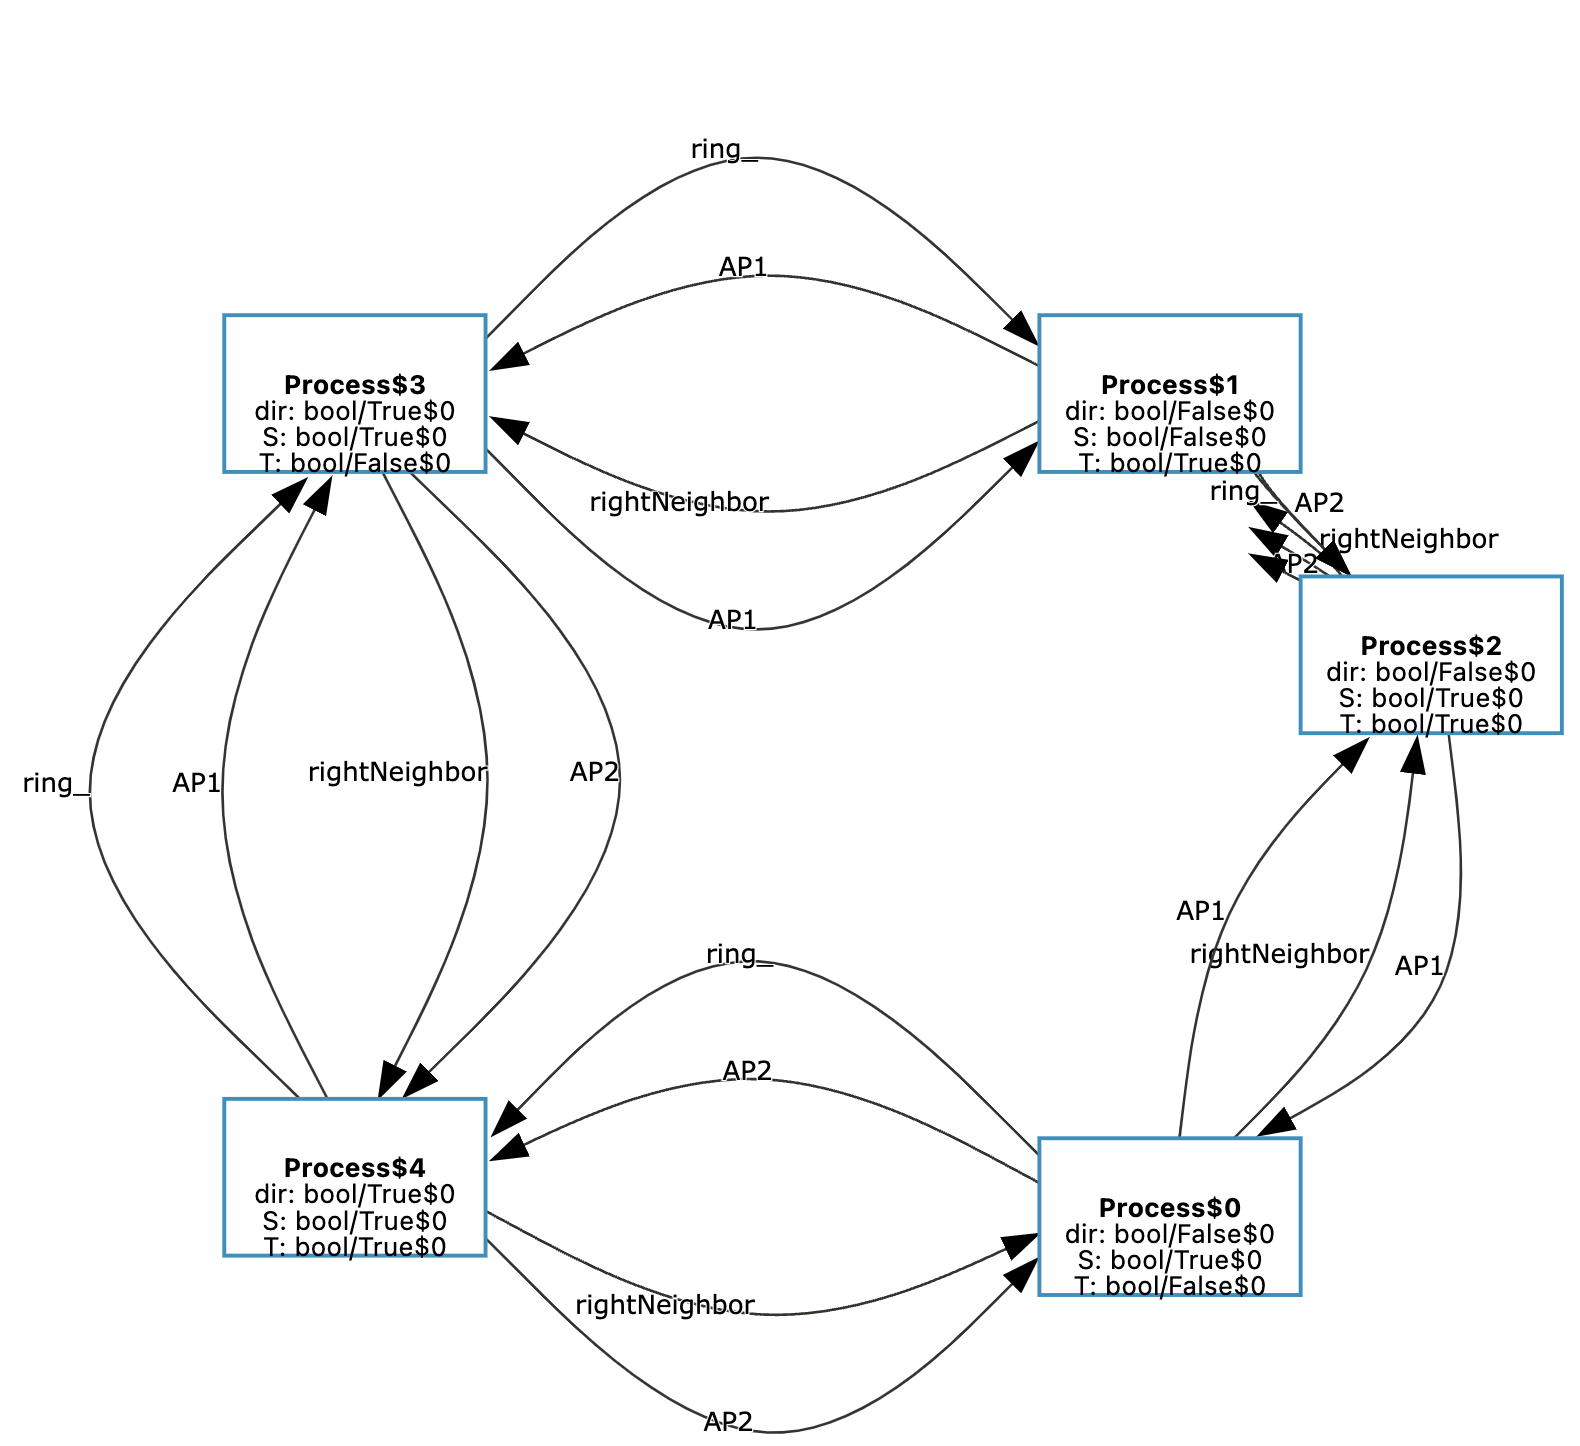 ring_
AP1
Process$3
dir: bool/True$0
S: bool/True$0
T: bool/False$0
Process$1
dir: bool/False$0
S: bool/False$0
T: bool/True$0
rightNeighbor
AP1
ring_
AP2
rightNeighbor
AP2
Process$2
dir: bool/False$0
S: bool/True$0
T: bool/True$0
ring_
AP1
rightNeighbor
AP2
AP1
rightNeighbor
AP1
ring_
AP2
Process$4
dir: bool/True$0
S: bool/True$0
T: bool/True$0
Process$0
dir: bool/False$0
S: bool/True$0
T: bool/False$0
rightNeighbor
AP2